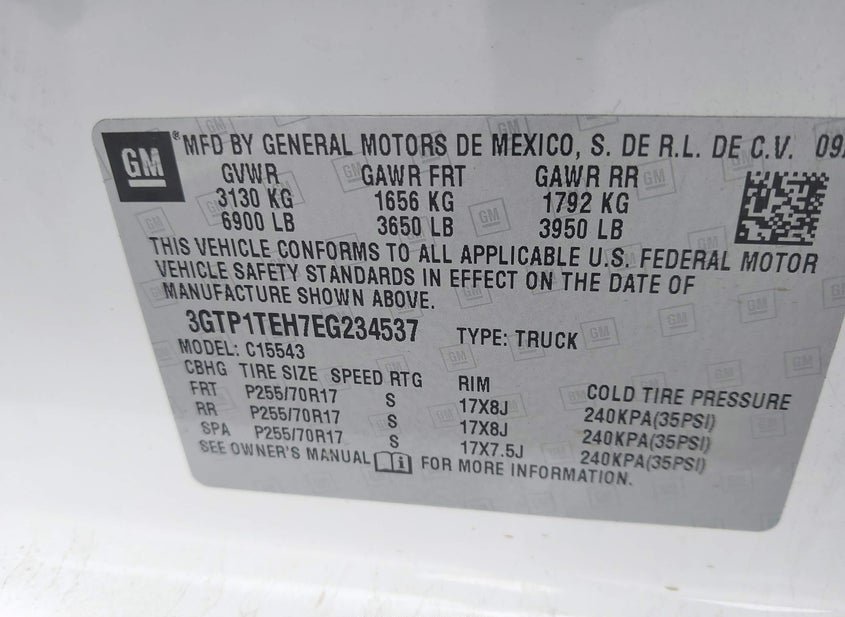 GM ®MFD BY GENERAL MOTORS DE MEXICO, S. DE R.L. DE C.V. 09
GVWR GAWR FRT GAWR RR
3130 KG 1656 KG 1792 KG
6900 LB 3650 LB 3950 LB
THIS VEHICLE CONFORMS TO ALL APPLICABLE U.S. FEDERAL MOTOR
VEHICLE SAFETY STANDARDS IN EFFECT ON THE DATE OF
MANUFACTURE SHOWN ABOVE.
3GTP1TEH7EG234537 TYPE: TRUCK
MODEL: C15543
CBHG TIRE SIZE SPEED RTG RIM COLD TIRE PRESSURE
FRT P255/70R17 S 17X8J 240KPA(35PSI)
RR P255/70R17 S 17X8J 240KPA(35PSI)
SPA P255/70R17 S 17X7.5J 240KPA(35PSI)
SEE OWNER'S MANUAL FOR MORE INFORMATION.